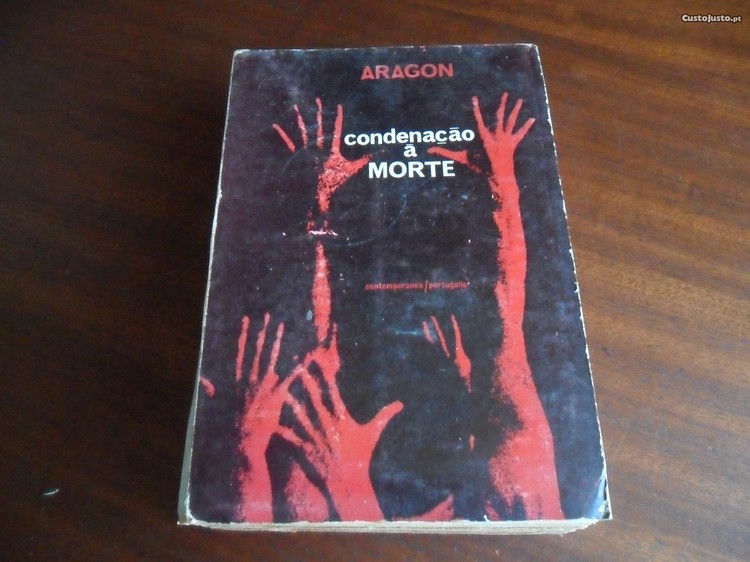 CustoJusto.pt
ARAGON
condenação
à
MORTE
contemporanea/portugália